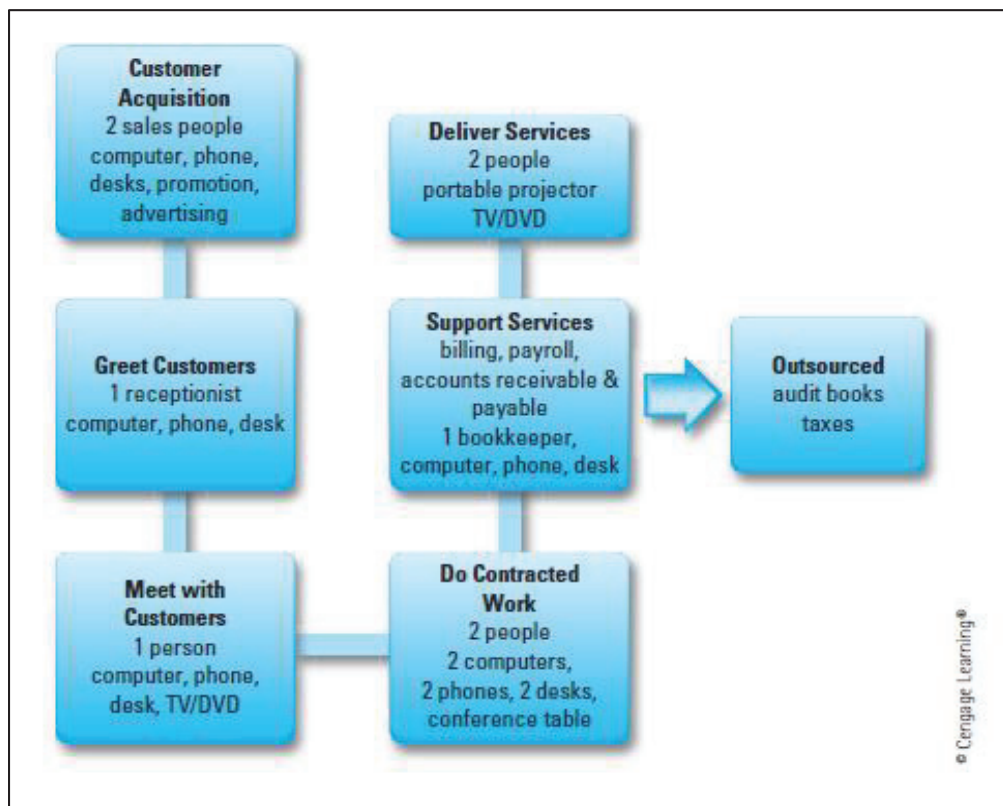 Customer
Acquisition
2 sales people
computer, phone,
desks, promotion,
advertising
Greet Customers
1 receptionist
computer, phone, desk
Meet with
Customers
1 person
computer, phone,
desk, TV/DVD
Do Contracted
Work
2 people
2 computers,
2 phones, 2 desks,
conference table
Support Services
billing, payroll,
accounts receivable &
payable
1 bookkeeper,
computer, phone, desk
Deliver Services
2 people
portable projector
TV/DVD
Outsourced
audit books
taxes
© Cengage Learning®